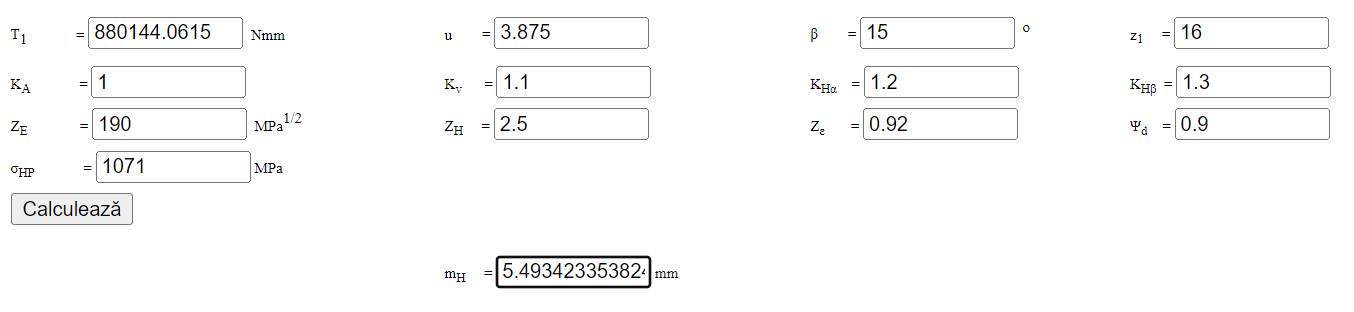 T1 = 880144.0615 Nmm u = 3.875 β = 15 o z1 = 16
KA = 1 Kv = 1.1 KHα = 1.2 KHβ = 1.3
ZE = 190 MPa1/2 ZH = 2.5 Zε = 0.92 Ψd = 0.9
σHP = 1071 MPa
Calculează
mH = 5.493423353824 mm